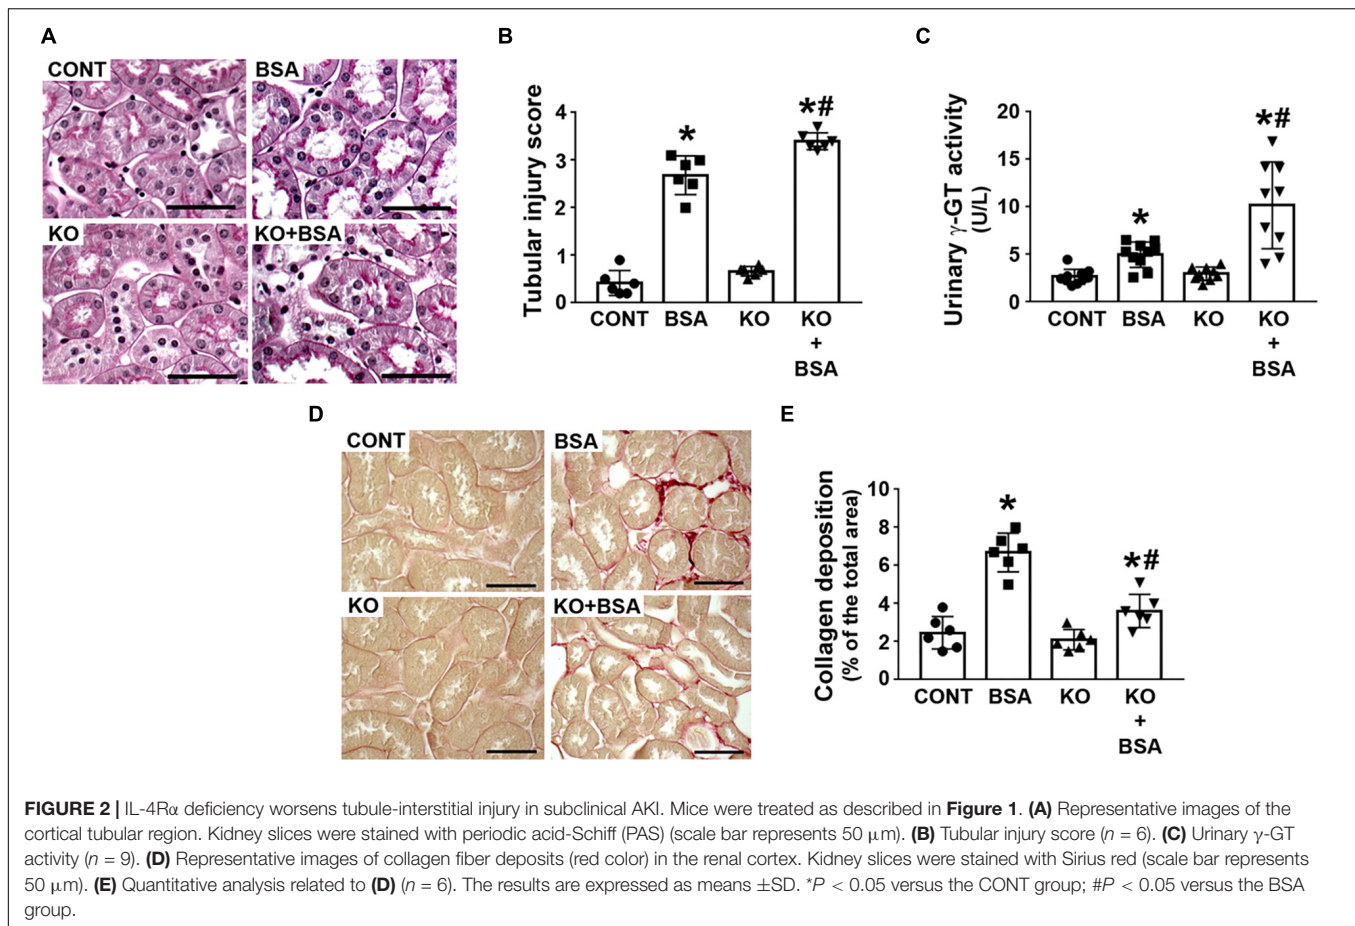 A
CONT
BSA
KO
KO+BSA
B
Tubular injury score
4
3
2
1
0
*
*#
CONT
BSA
KO
KO
+
BSA
C
Urinary γ-GT activity
(U/L)
20
15
10
5
0
*
*#
CONT
BSA
KO
KO
+
BSA
D
CONT
BSA
KO
KO+BSA
E
Collagen deposition
(% of the total area)
10
8
6
4
2
0
*
*#
CONT
BSA
KO
KO
+
BSA
FIGURE 2 | IL-4Rα deficiency worsens tubule-interstitial injury in subclinical AKI. Mice were treated as described in Figure 1. (A) Representative images of the
cortical tubular region. Kidney slices were stained with periodic acid-Schiff (PAS) (scale bar represents 50 μm). (B) Tubular injury score (n = 6). (C) Urinary γ-GT
activity (n = 9). (D) Representative images of collagen fiber deposits (red color) in the renal cortex. Kidney slices were stained with Sirius red (scale bar represents
50 μm). (E) Quantitative analysis related to (D) (n = 6). The results are expressed as means ±SD. *P < 0.05 versus the CONT group; #P < 0.05 versus the BSA
group.